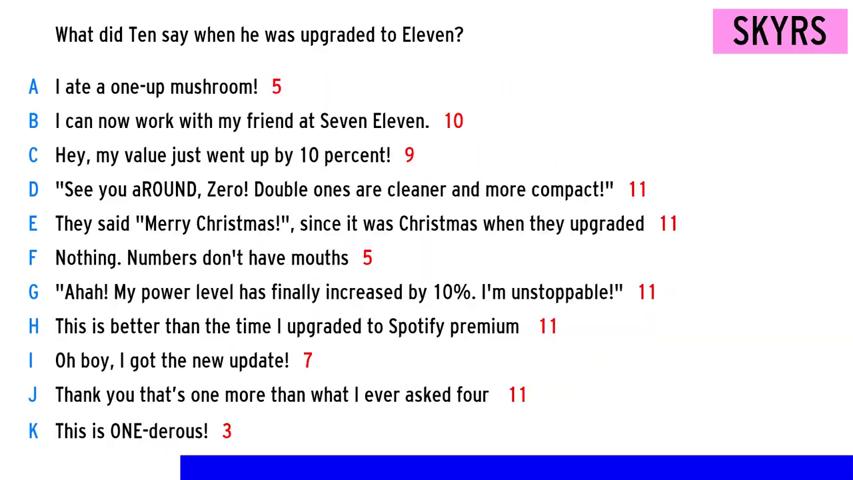 What did Ten say when he was upgraded to Eleven?
SKYRS
A I ate a one-up mushroom! 5
B I can now work with my friend at Seven Eleven. 10
C Hey, my value just went up by 10 percent! 9
D "See you aROUND, Zero! Double ones are cleaner and more compact!" 11
E They said "Merry Christmas!", since it was Christmas when they upgraded 11
F Nothing. Numbers don't have mouths 5
G "Ahah! My power level has finally increased by 10%. I'm unstoppable!" 11
H This is better than the time I upgraded to Spotify premium 11
I Oh boy, I got the new update! 7
J Thank you that’s one more than what I ever asked four 11
K This is ONE-derous! 3